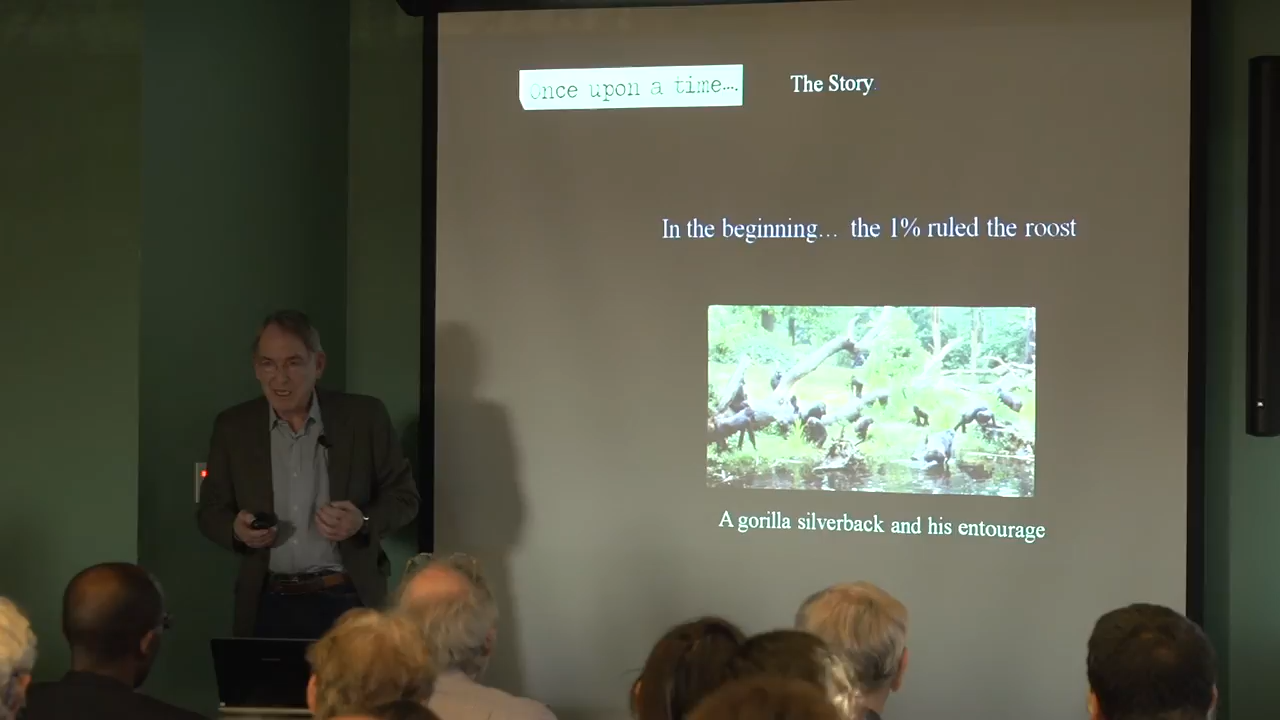 Once upon a time....
The Story
In the beginning... the 1% ruled the roost
A gorilla silverback and his entourage